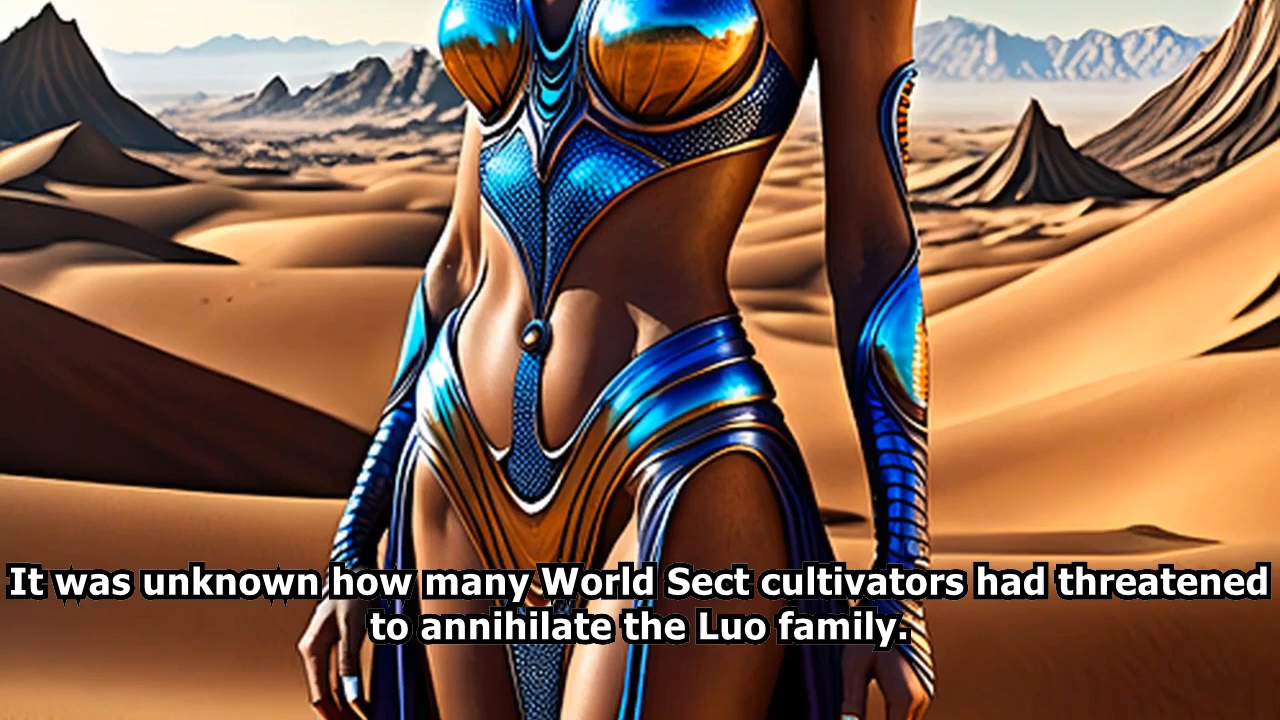 It was unknown how many World Sect cultivators had threatened
to annihilate the Luo family.